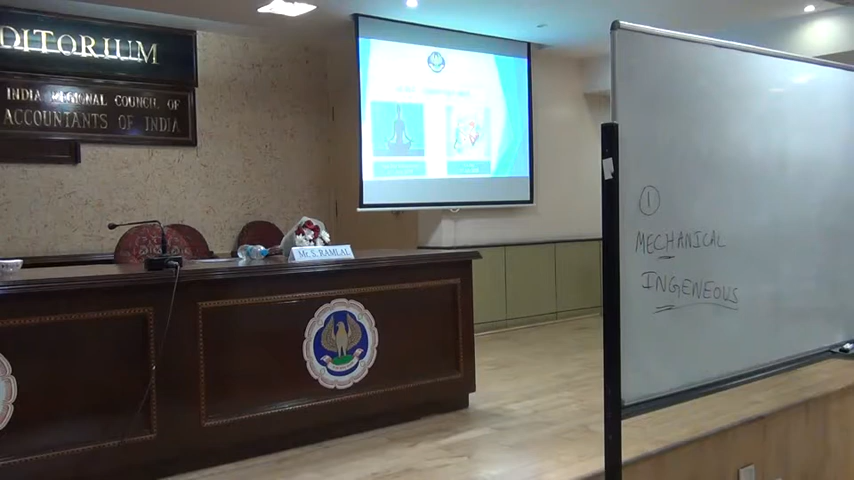 DITORIUM
INDIA REGIONAL COUNCIL OF
ACCOUNTANTS OF INDIA
Mr. S. RAMLAL
1
MECHANICAL
INGENEOUS